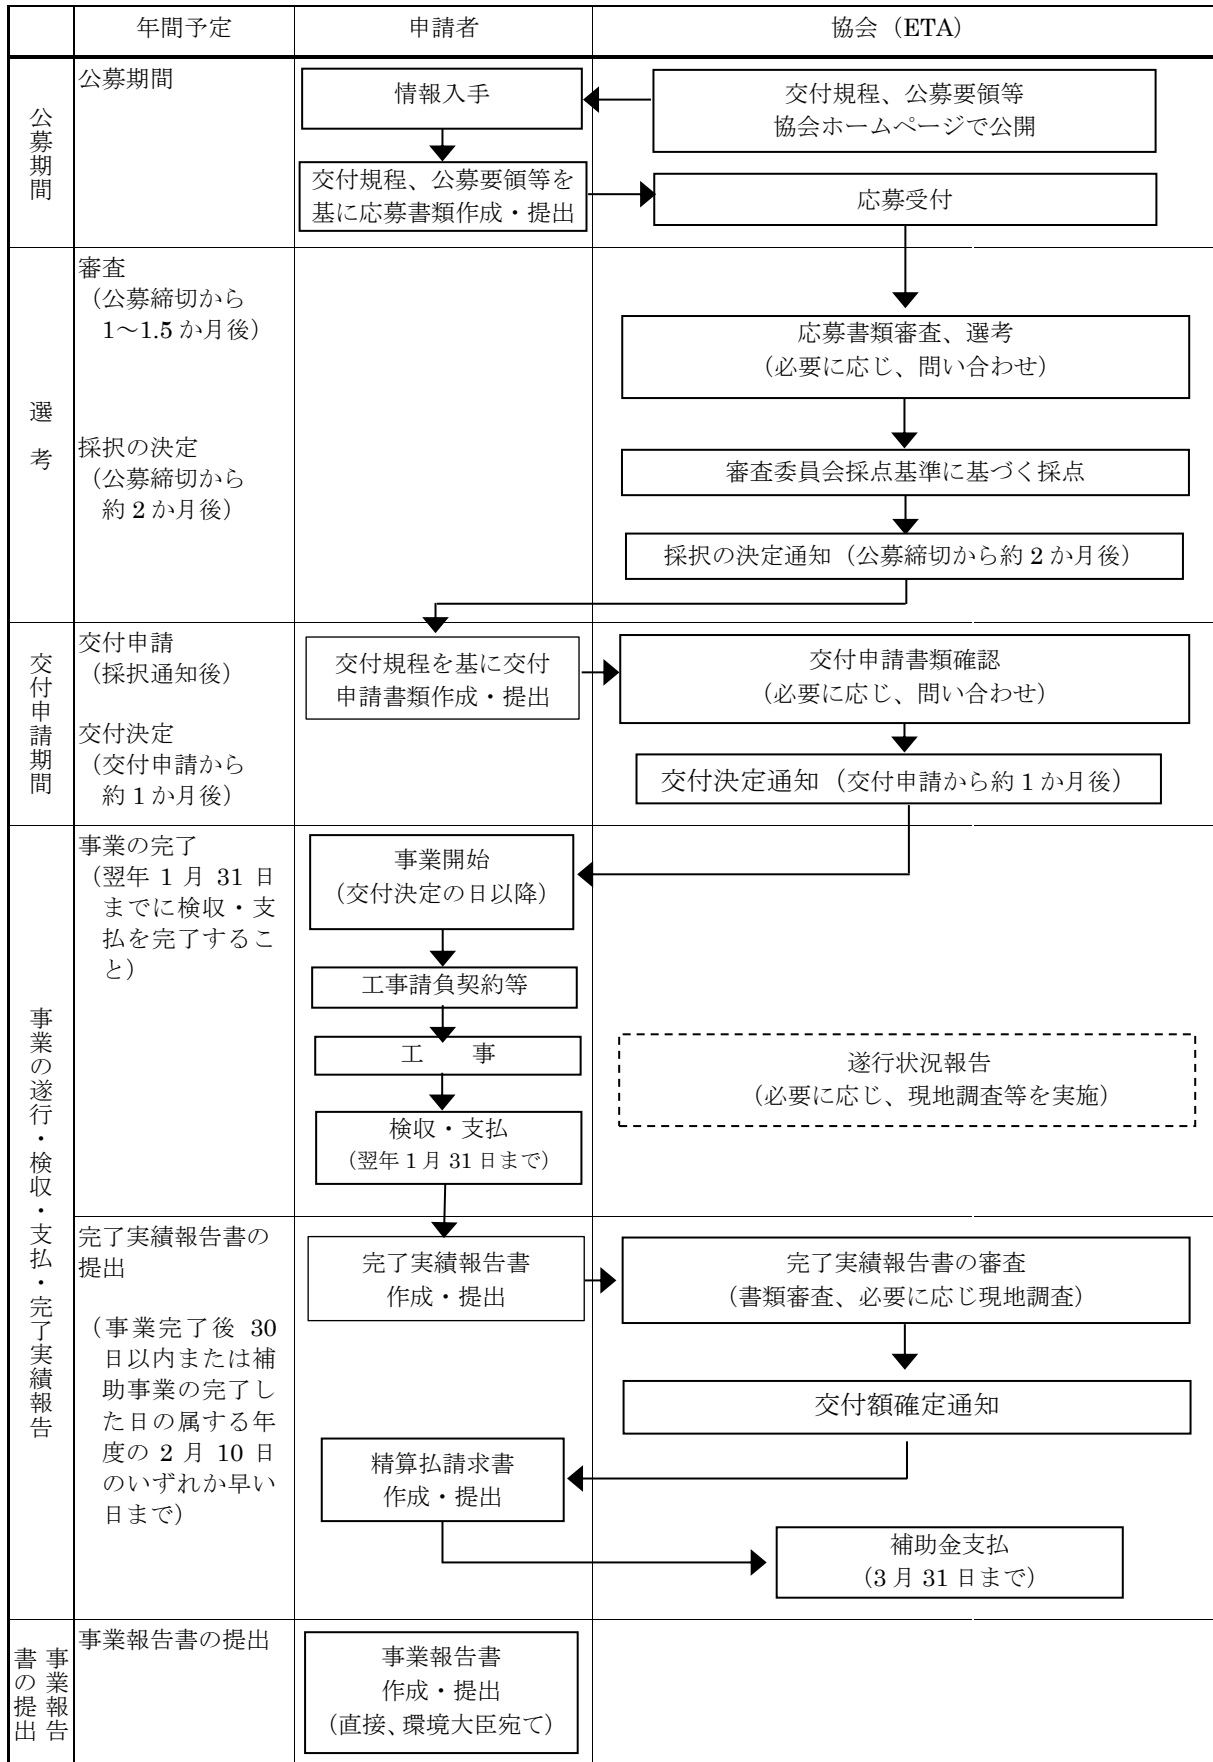 年間予定
申請者
協会（ETA）
公募期間
公募期間
情報入手
交付規程、公募要領等
協会ホームページで公開
交付規程、公募要領等を
基に応募書類作成・提出
応募受付
選考
審査
（公募締切から
1～1.5 か月後）
応募書類審査、選考
（必要に応じ、問い合わせ）
採択の決定
（公募締切から
約 2 か月後）
審査委員会採点基準に基づく採点
採択の決定通知（公募締切から約 2 か月後）
交付申請期間
交付申請
（採択通知後）
交付規程を基に交付
申請書類作成・提出
交付申請書類確認
（必要に応じ、問い合わせ）
交付決定
（交付申請から
約 1 か月後）
交付決定通知（交付申請から約 1 か月後）
事業の遂行・検収・支払・完了実績報告
事業の完了
（翌年 1 月 31 日
までに検収・支
払を完了するこ
と）
事業開始
（交付決定の日以降）
工事請負契約等
工　事
遂行状況報告
（必要に応じ、現地調査等を実施）
検収・支払
（翌年 1 月 31 日まで）
完了実績報告書の
提出
（事業完了後 30
日以内または補
助事業の完了し
た日の属する年
度の 2 月 10 日
のいずれか早い
日まで）
完了実績報告書
作成・提出
完了実績報告書の審査
（書類審査、必要に応じ現地調査）
交付額確定通知
精算払請求書
作成・提出
補助金支払
（3 月 31 日まで）
事業報告
書の提出
事業報告書の提出
事業報告書
作成・提出
（直接、環境大臣宛て）